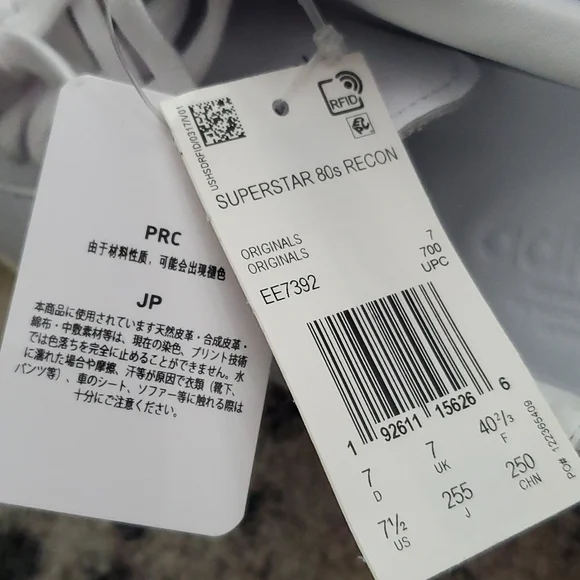 PRC
由于材料性质，可能会出现褪色
JP
本商品に使用されています天然皮革・合成皮革・
綿布・中敷素材等は、現在の染色、プリント技術
では色落ちを完全に止めることができません。水
に濡れた場合や摩擦、汗等が原因で衣類（靴下、
パンツ等）、車のシート、ソファー等に触れる際は
十分にご注意ください。
USHSDRFID/0317/V01
RFID
SUPERSTAR 80s RECON
ORIGINALS
ORIGINALS
7
700
UPC
EE7392
1 92611 15626 6
7
D
7
UK
40 2/3
F
7½
US
255
J
250
CHN
PO#: 122365409